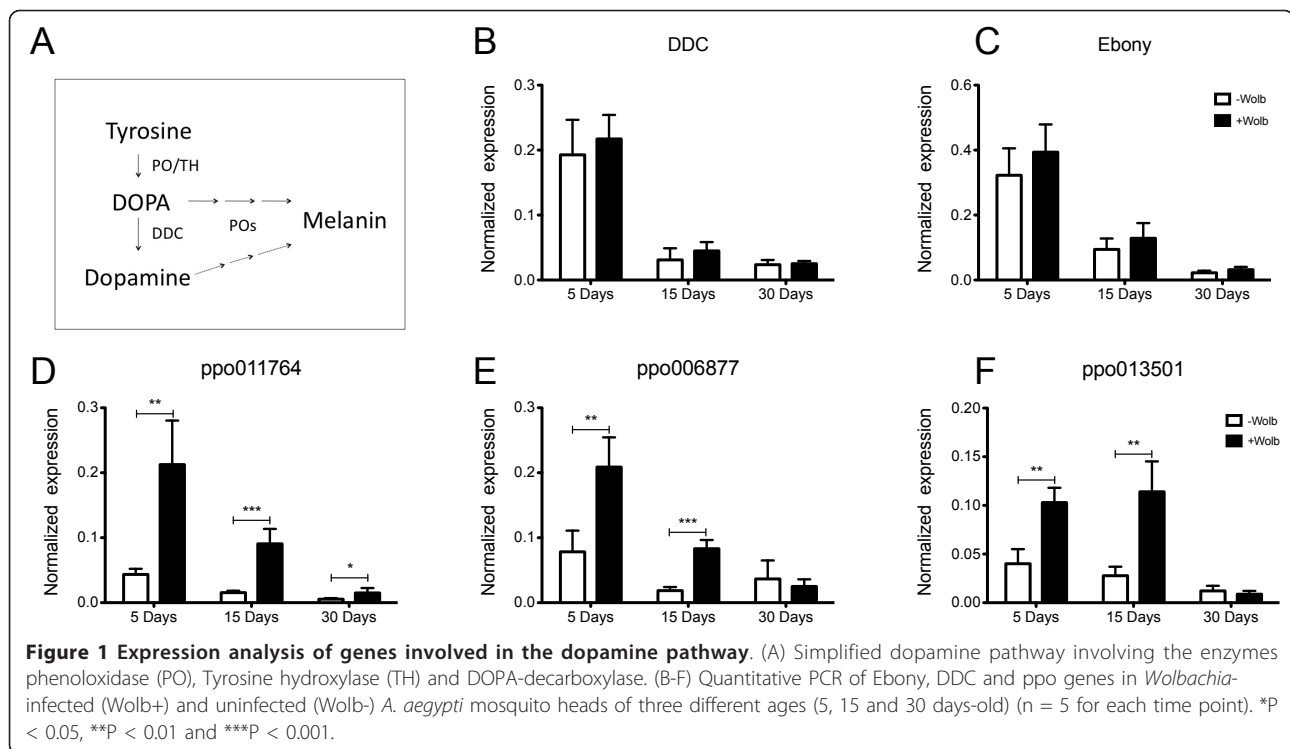 A
Tyrosine
PO/TH
DOPA
POs
Melanin
DDC
Dopamine
B
DDC
Normalized expression
0.3
0.2
0.1
0.0
5 Days
15 Days
30 Days
C
Ebony
Normalized expression
0.6
0.4
0.2
0.0
5 Days
15 Days
30 Days
-Wolb
+Wolb
D
ppo011764
Normalized expression
0.3
0.2
0.1
0.0
**
***
*
5 Days
15 Days
30 Days
E
ppo006877
Normalized expression
0.3
0.2
0.1
0.0
**
***
5 Days
15 Days
30 Days
F
ppo013501
Normalized expression
0.20
0.15
0.10
0.05
0.00
**
**
5 Days
15 Days
30 Days
-Wolb
+Wolb
Figure 1 Expression analysis of genes involved in the dopamine pathway. (A) Simplified dopamine pathway involving the enzymes
phenoloxidase (PO), Tyrosine hydroxylase (TH) and DOPA-decarboxylase. (B-F) Quantitative PCR of Ebony, DDC and ppo genes in Wolbachia-
infected (Wolb+) and uninfected (Wolb-) A. aegypti mosquito heads of three different ages (5, 15 and 30 days-old) (n = 5 for each time point). *P
< 0.05, **P < 0.01 and ***P < 0.001.